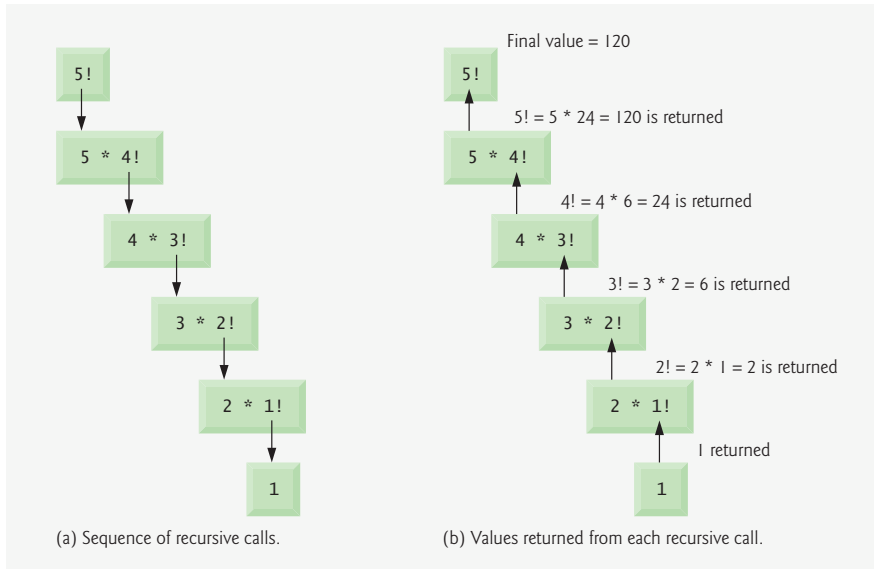 5!
5 * 4!
4 * 3!
3 * 2!
2 * 1!
1
(a) Sequence of recursive calls.
Final value = 120
5!
5! = 5 * 24 = 120 is returned
5 * 4!
4! = 4 * 6 = 24 is returned
4 * 3!
3! = 3 * 2 = 6 is returned
3 * 2!
2! = 2 * 1 = 2 is returned
2 * 1!
1 returned
1
(b) Values returned from each recursive call.